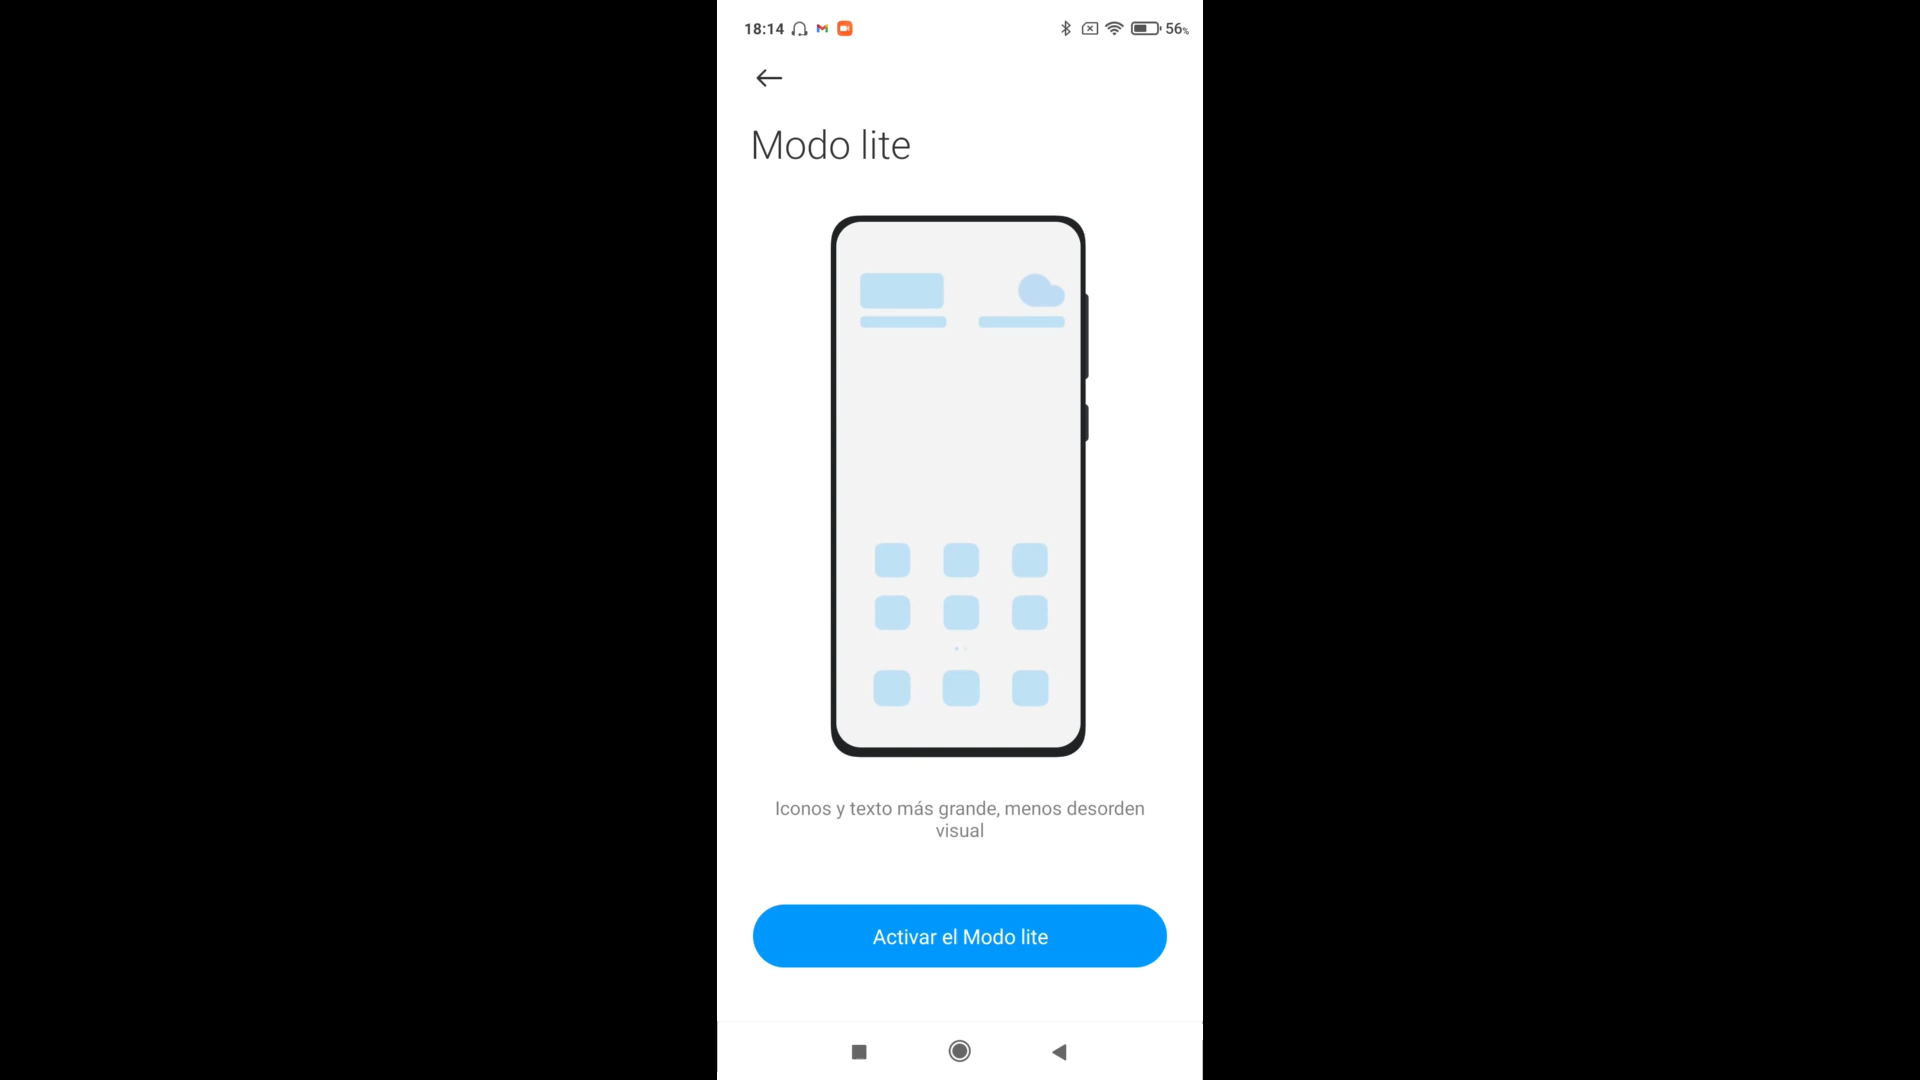 18:14 56%
Modo lite
Iconos y texto más grande, menos desorden
visual
Activar el Modo lite